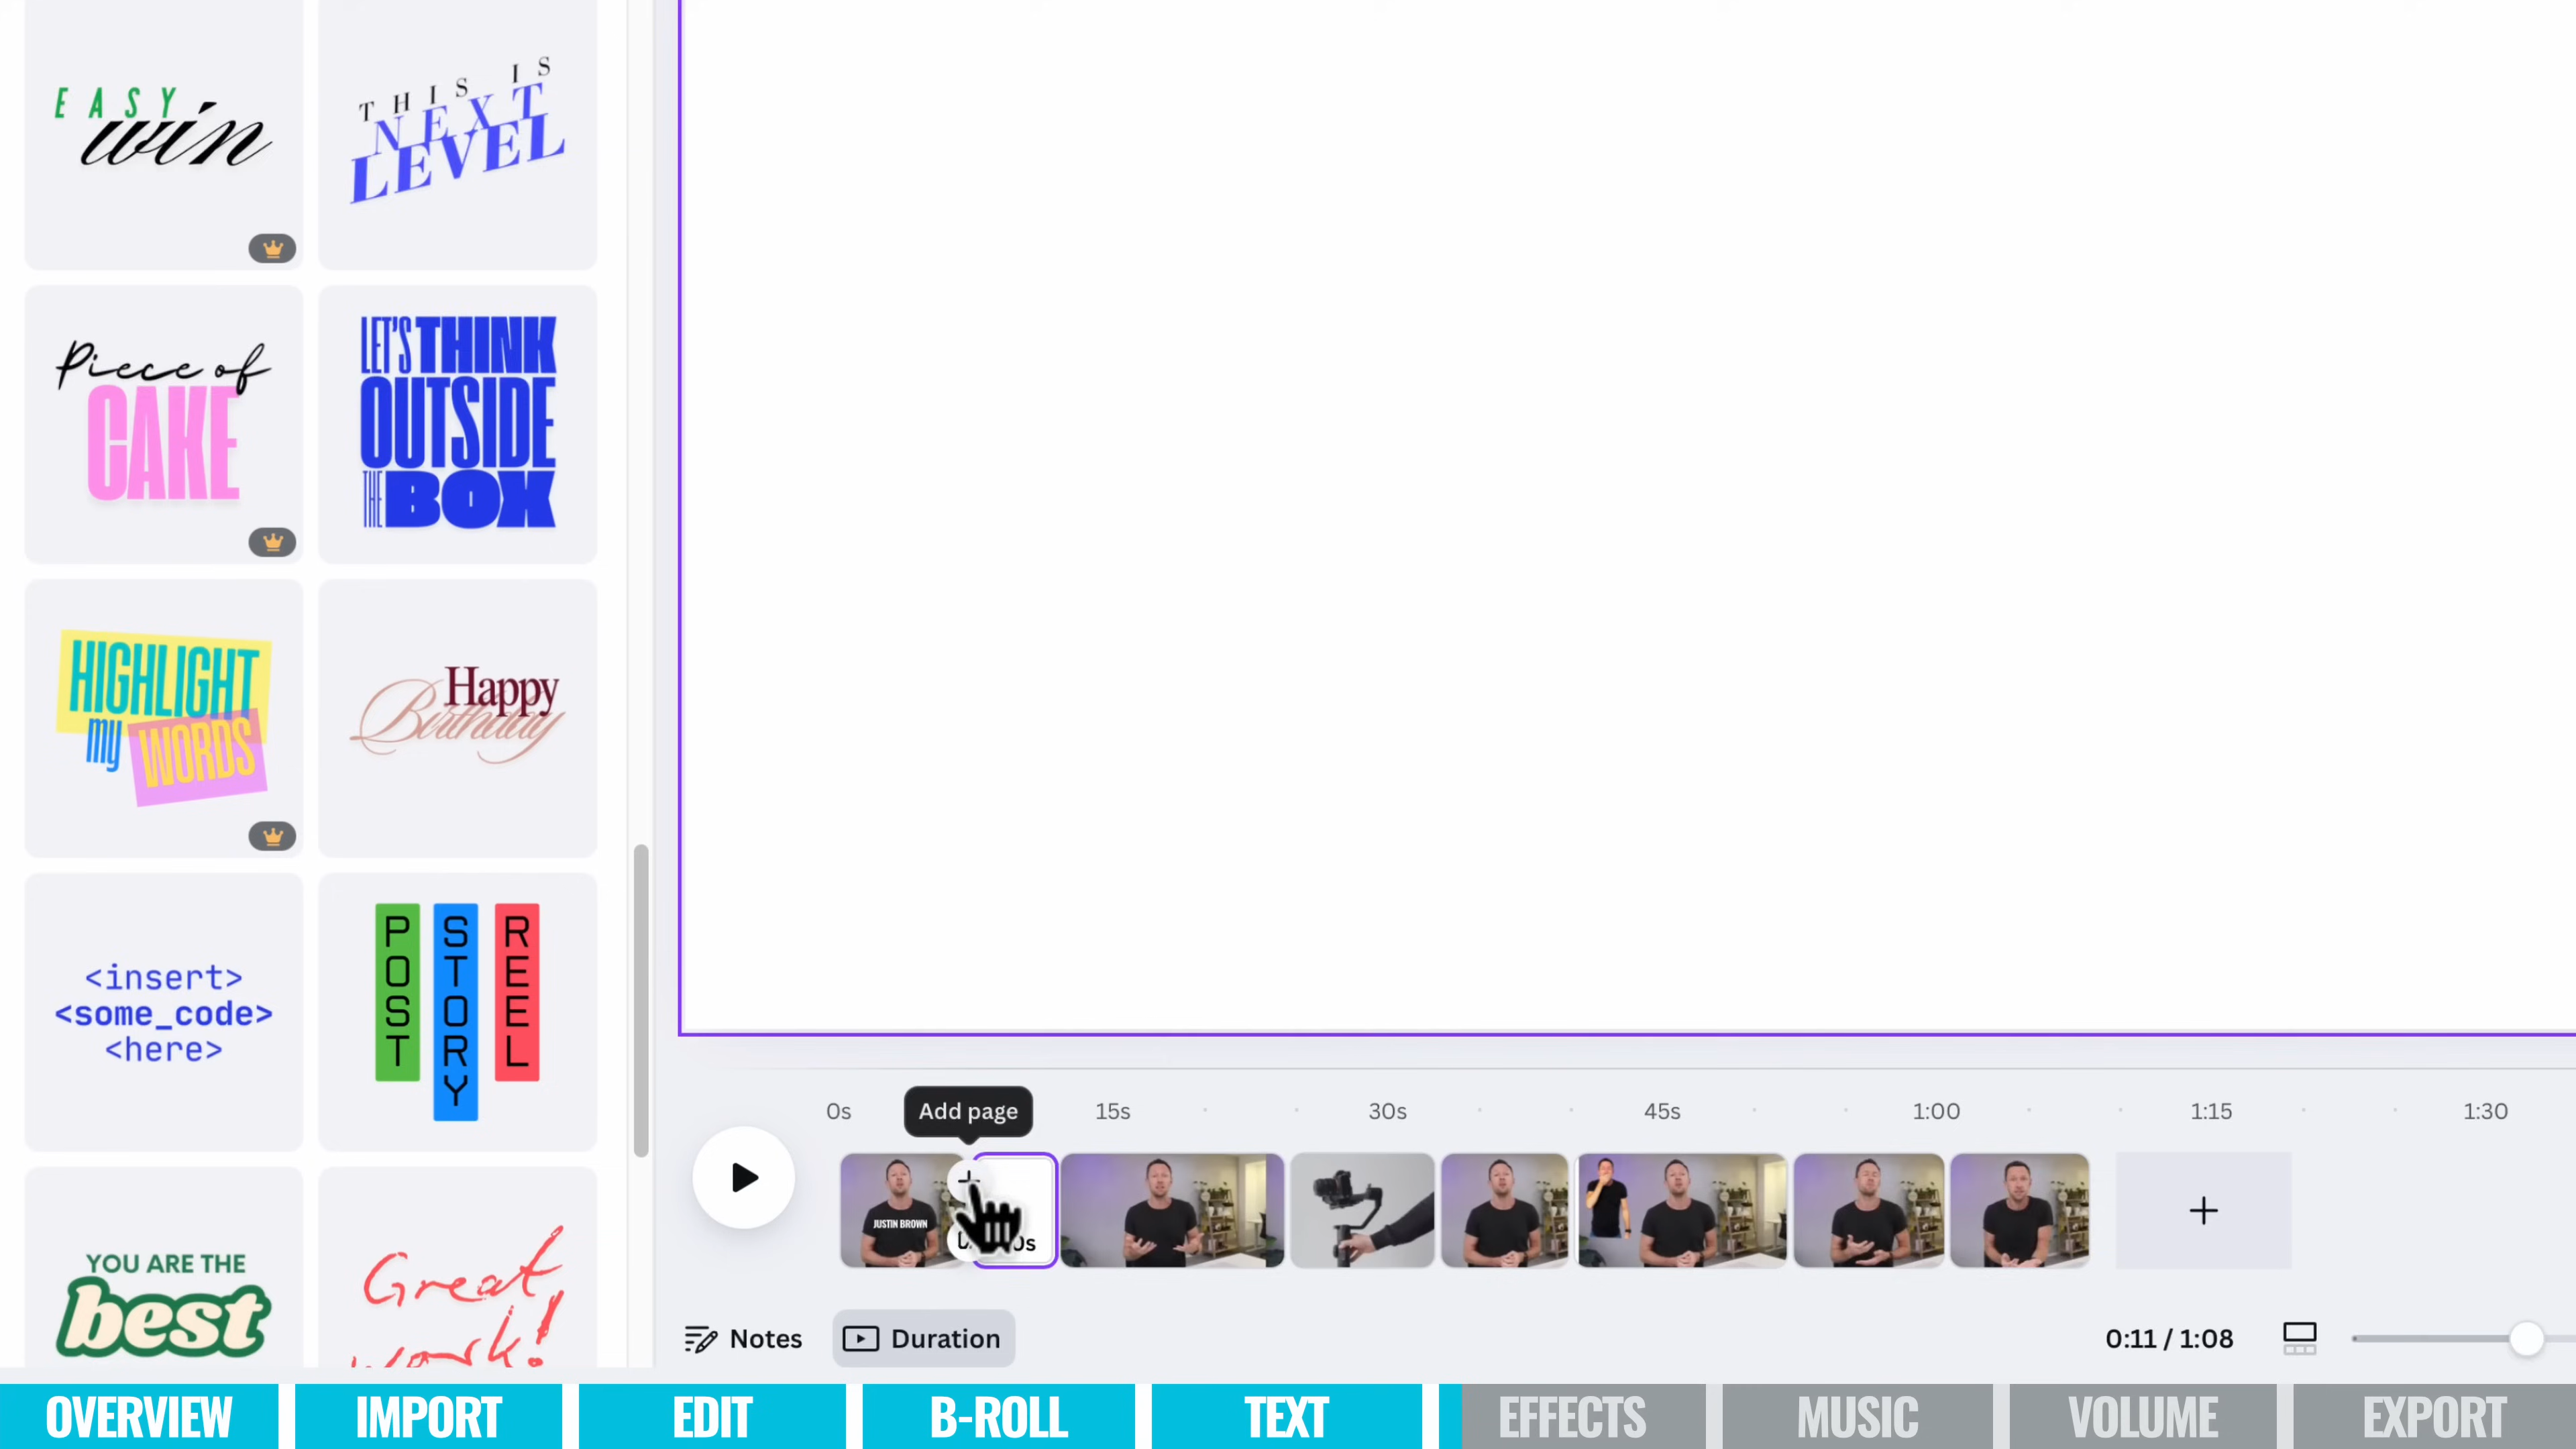 EASY
win
THIS IS
NEXT
LEVEL
Piece of
CAKE
LET'S THINK
OUTSIDE
THE BOX
HIGHLIGHT
my WORDS
Happy
Birthday
<insert>
<some_code>
<here>
POST
STORY
REEL
YOU ARE THE
best
Great
work!
Add page
0s
15s
30s
45s
1:00
1:15
1:30
JUSTIN BROWN
Notes
Duration
0:11 / 1:08
OVERVIEW
IMPORT
EDIT
B-ROLL
TEXT
EFFECTS
MUSIC
VOLUME
EXPORT